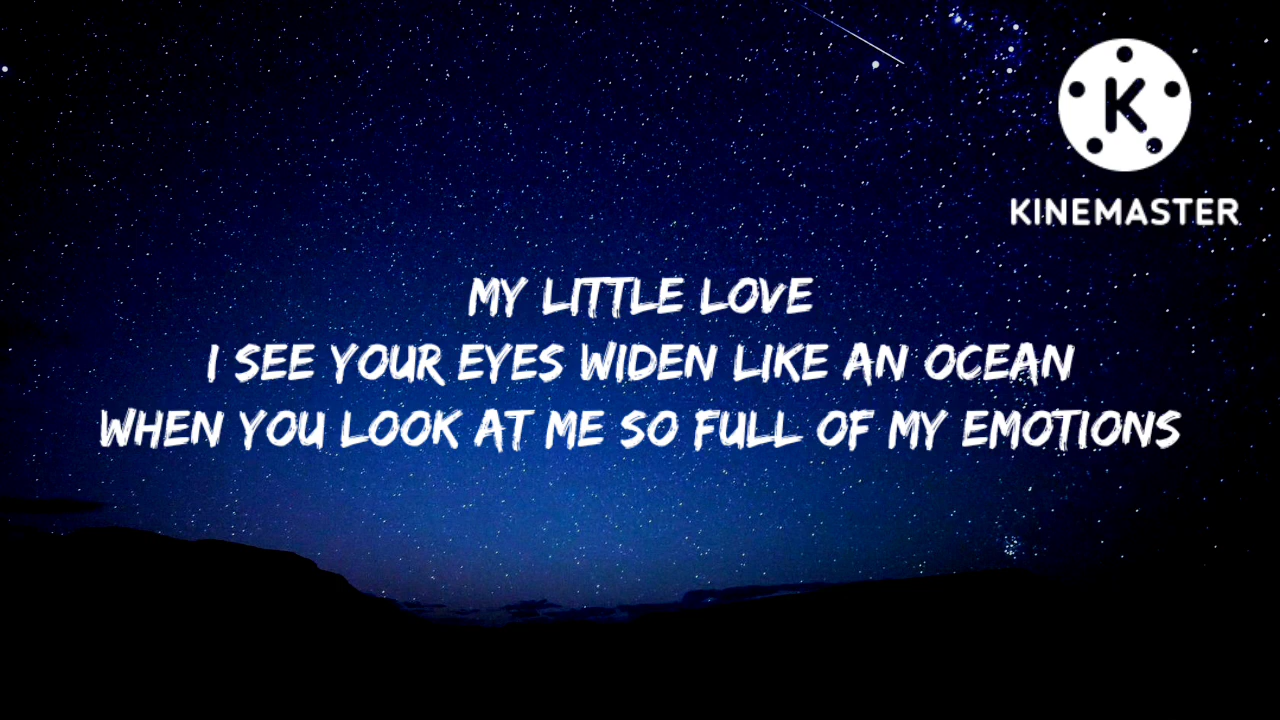 K
KINEMASTER
MY LITTLE LOVE
I SEE YOUR EYES WIDEN LIKE AN OCEAN
WHEN YOU LOOK AT ME SO FULL OF MY EMOTIONS